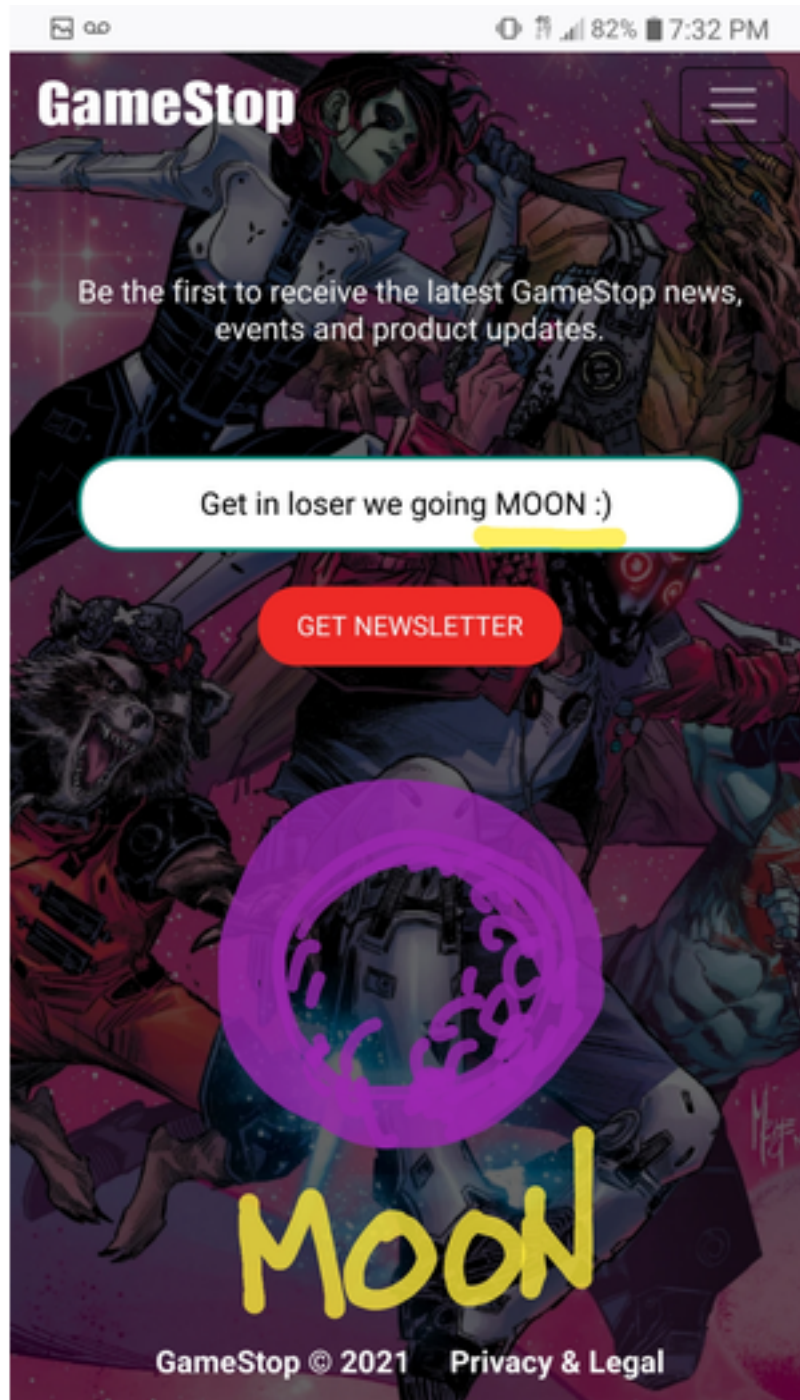 82% 7:32 PM
GameStop
Be the first to receive the latest GameStop news,
events and product updates.
Get in loser we going MOON :)
GET NEWSLETTER
MOON
GameStop © 2021 Privacy & Legal